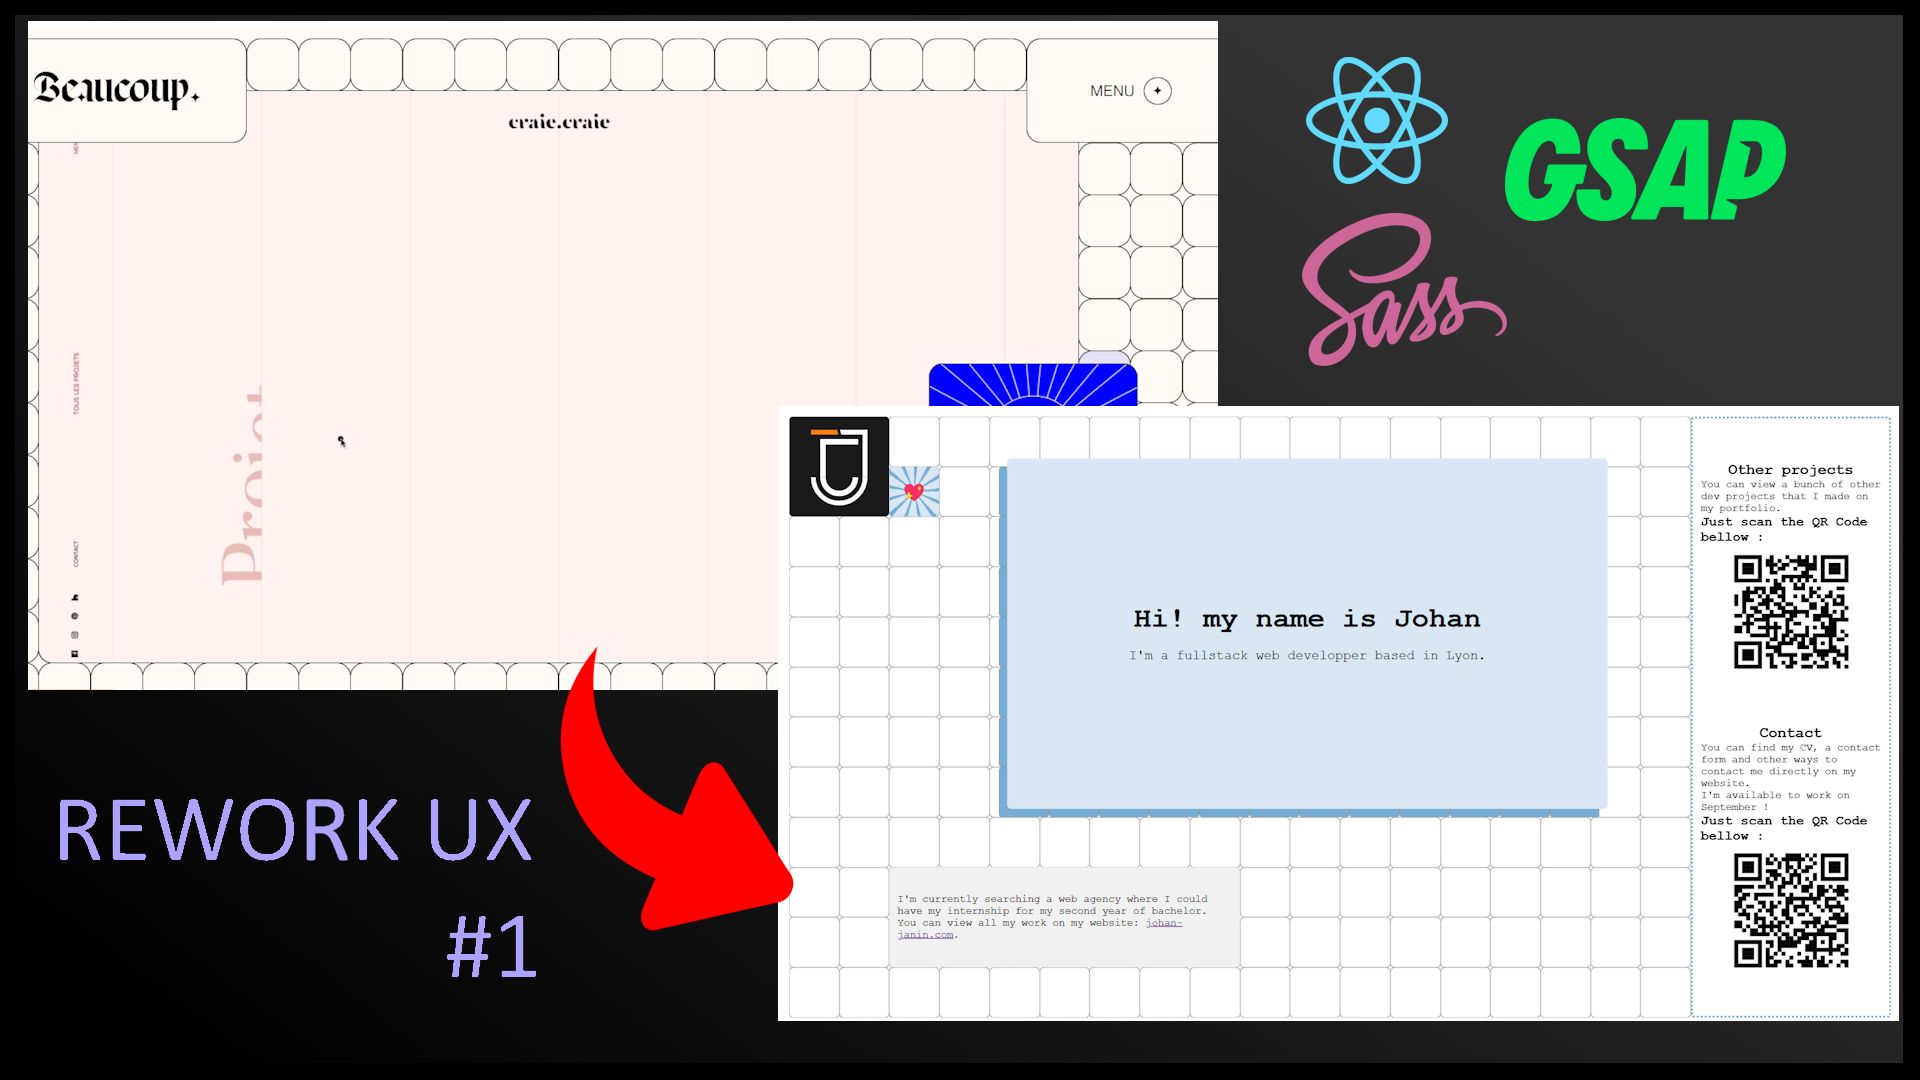 Beaucoup.
MENU
craie.craie
TOUS LES PROJETS
CONTACT
Projet
GSAP
Sass
Other projects
You can view a bunch of other
dev projects that I made on
my portfolio.
Just scan the QR Code
bellow :
Hi! my name is Johan
I'm a fullstack web developper based in Lyon.
Contact
You can find my CV, a contact
form and other ways to
contact me directly on my
website.
I'm available to work on
September !
Just scan the QR Code
bellow :
I'm currently searching a web agency where I could
have my internship for my second year of bachelor.
You can view all my work on my website: johan-
janin.com.
REWORK UX
#1